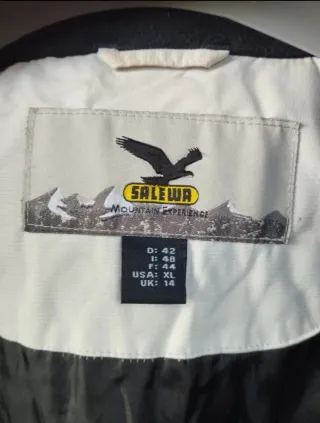 SALEWA
MOUNTAIN EXPERIENCE
D: 42
I: 48
F: 44
USA: XL
UK: 14